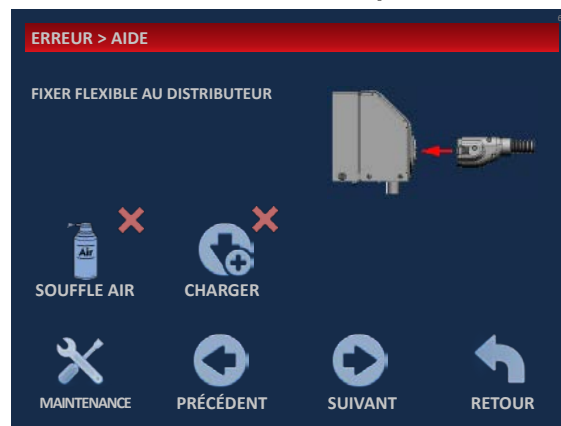 ERREUR > AIDE
FIXER FLEXIBLE AU DISTRIBUTEUR
Air
SOUFFLE AIR CHARGER
MAINTENANCE PRÉCÉDENT SUIVANT RETOUR